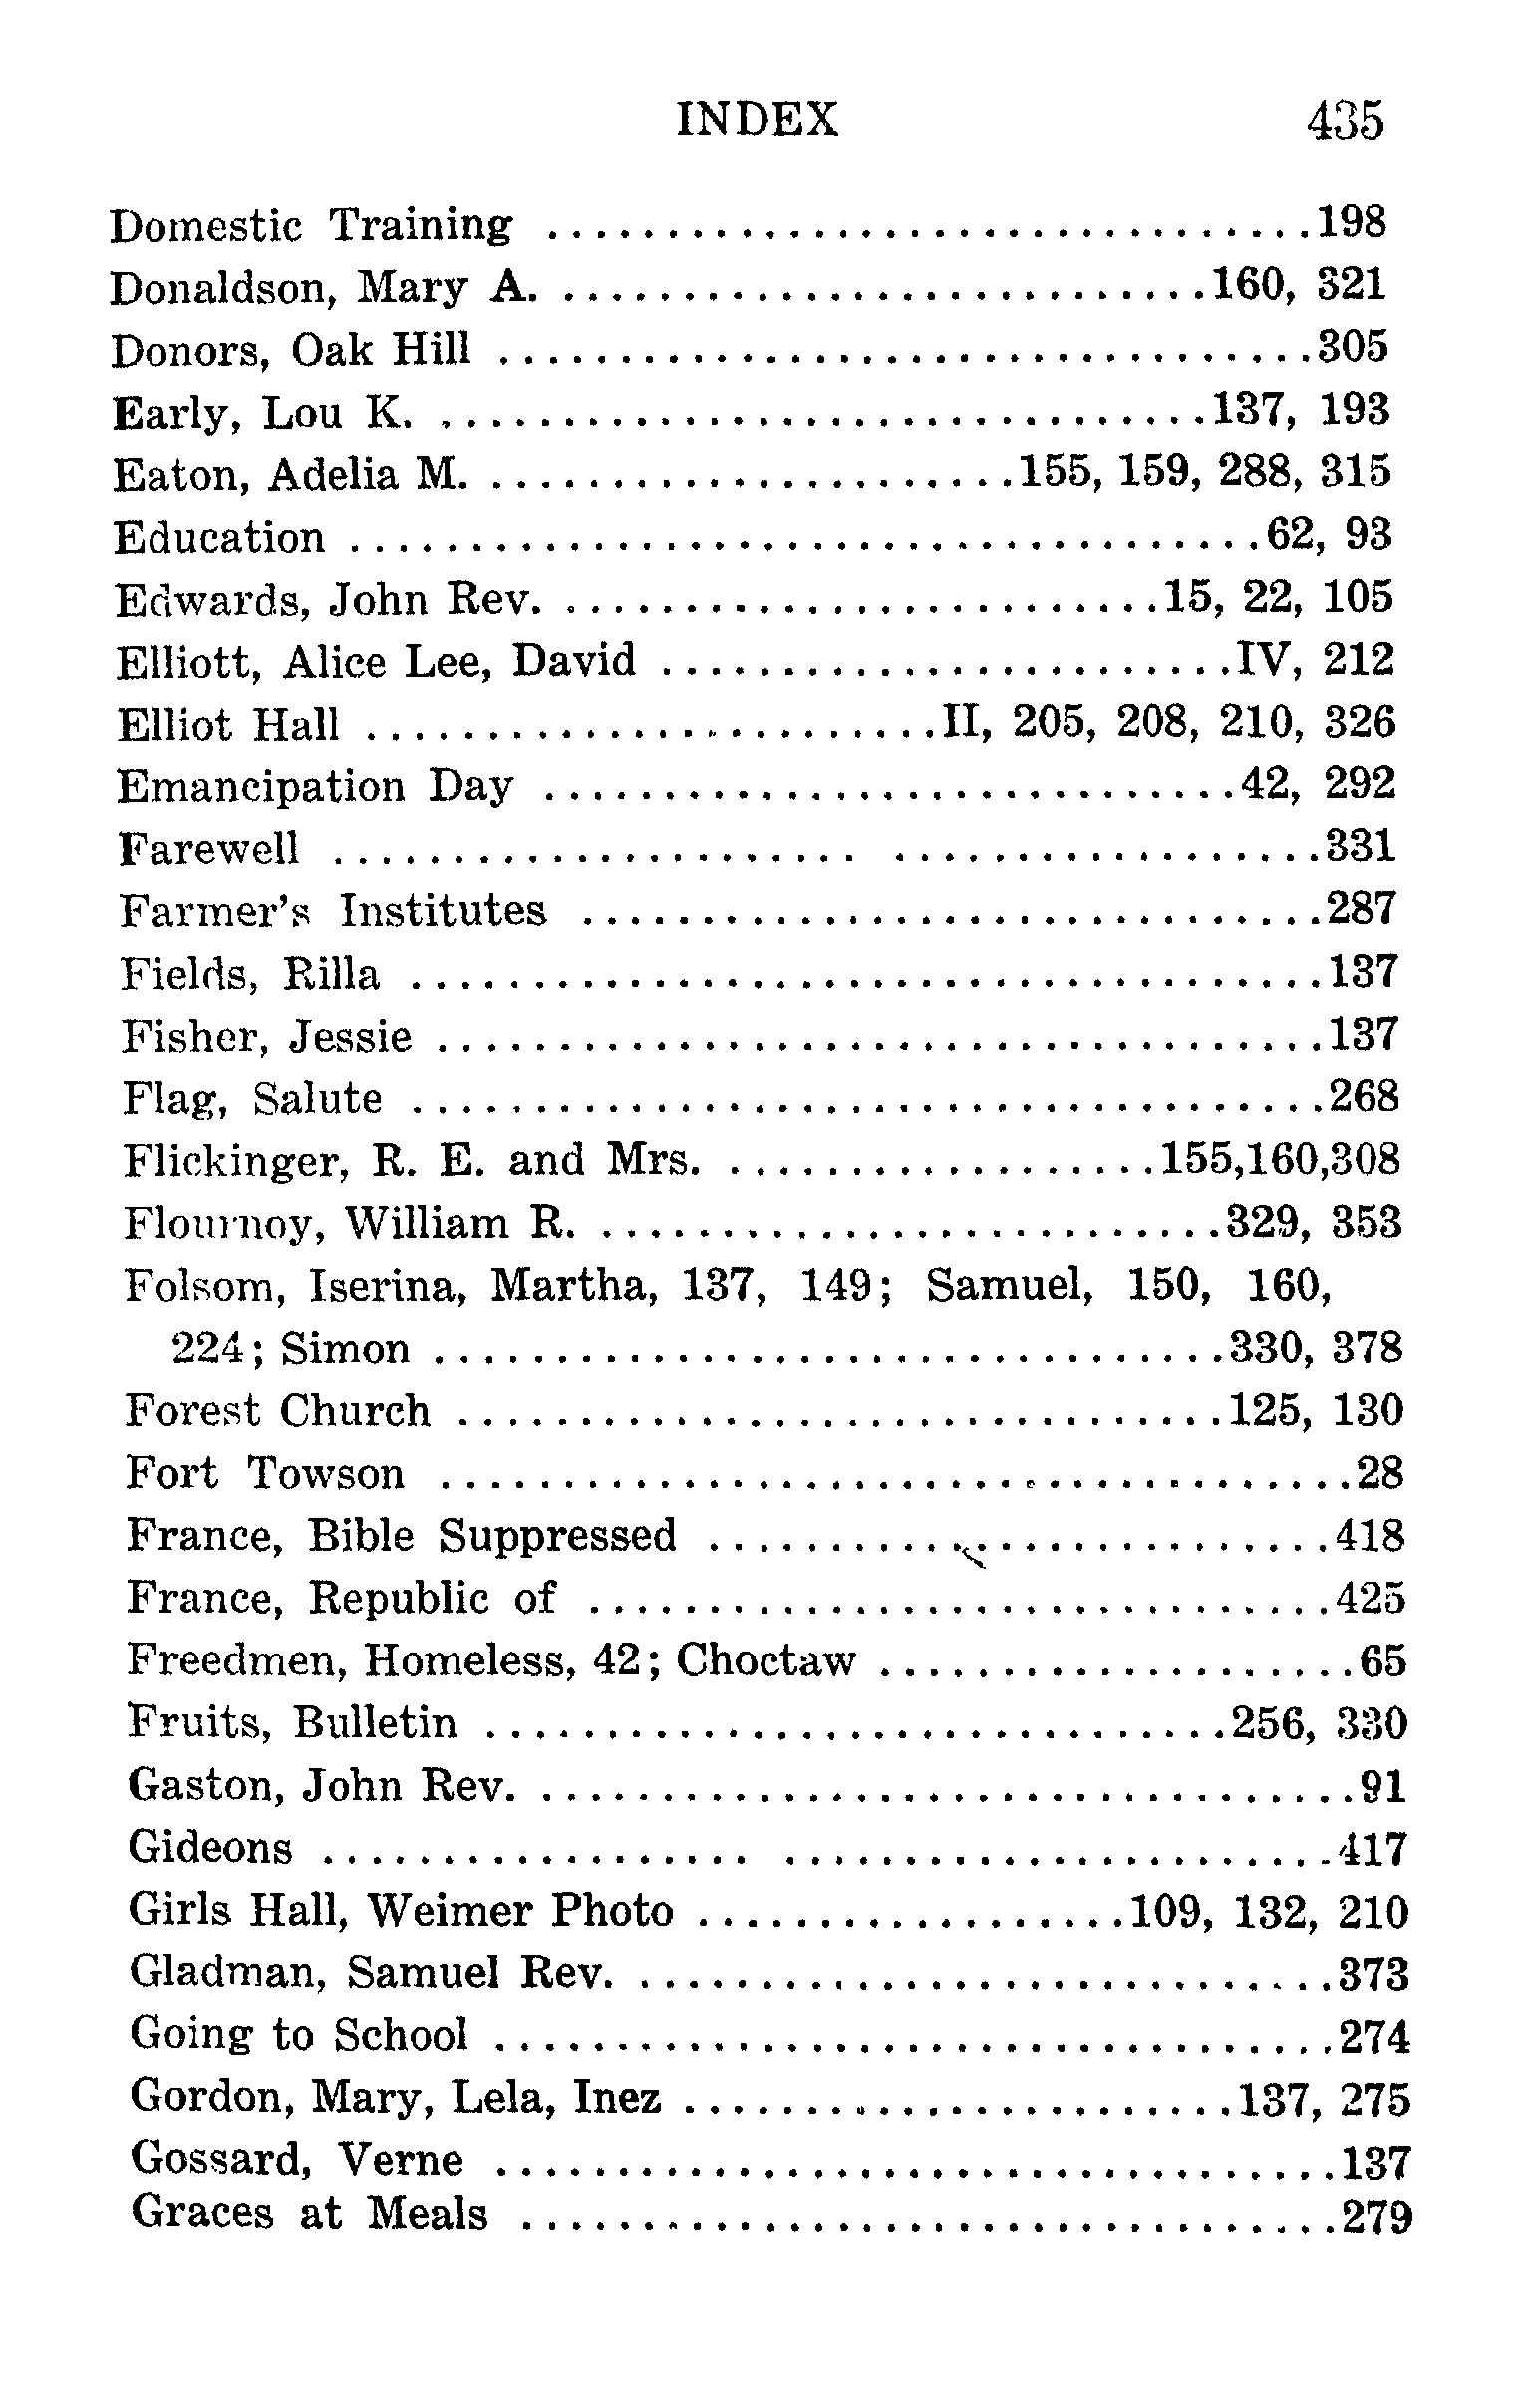 INDEX 435
Domestic Training ................................198
Donaldson, Mary A. ...........................160, 321
Donors, Oak Hill ..................................305
Early, Lou K. ................................137, 193
Eaton, Adelia M. ......................155, 159, 288, 315
Education ......................................62, 93
Edwards, John Rev. .........................15, 22, 105
Elliott, Alice Lee, David ........................IV, 212
Elliot Hall ........................II, 205, 208, 210, 326
Emancipation Day .............................42, 292
Farewell ...................... ..................331
Farmer's Institutes ...............................287
Fields, Rilla ......................................137
Fisher, Jessie .....................................137
Flag, Salute ......................................268
Flickinger, R. E. and Mrs. ..................155,160,308
Flournoy, William R. ..........................329, 353
Folsom, Iserina, Martha, 137, 149; Samuel, 150, 160,
224; Simon .................................330, 378
Forest Church ................................125, 130
Fort Towson ......................................28
France, Bible Suppressed ..........................418
France, Republic of ...............................425
Freedmen, Homeless, 42; Choctaw ....................65
Fruits, Bulletin ...............................256, 330
Gaston, John Rev. ..................................91
Gideons .................. .......................417
Girls Hall, Weimer Photo ..................109, 132, 210
Gladman, Samuel Rev. .............................373
Going to School ...................................274
Gordon, Mary, Lela, Inez .......................137, 275
Gossard, Verne ...................................137
Graces at Meals ..................................279